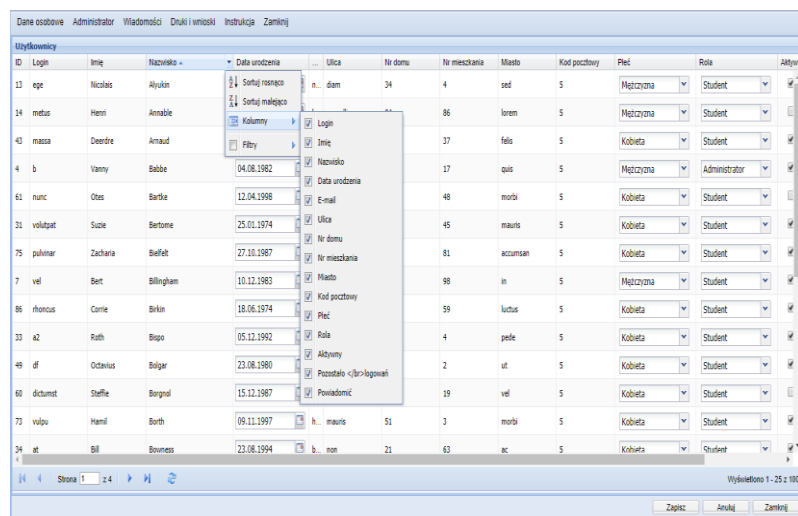 Dane osobowe Administrator Wiadomości Druki i wnioski Instrukcja Zamknij
Użytkownicy
ID Login Imię Nazwisko Data urodzenia ... Ulica Nr domu Nr mieszkania Miasto Kod pocztowy Płeć Rola Aktyw
13 ege Nicolais Alyukin n... diam 34 4 sed 5 Mężczyzna Student
14 metus Henri Annable 86 lorem 5 Mężczyzna Student
43 massa Deerdre Arnaud 37 felis 5 Kobieta Student
4 b Vanny Babbe 04.08.1982 17 quis 5 Mężczyzna Administrator
61 nunc Otes Bartke 12.04.1998 48 morbi 5 Kobieta Student
31 volutpat Suzie Bertome 25.01.1974 45 mauris 5 Kobieta Student
75 pulvinar Zacharia Bielfelt 27.10.1987 81 accumsan 5 Kobieta Student
7 vel Bert Billingham 10.12.1983 98 in 5 Mężczyzna Student
86 rhoncus Corrie Birkin 18.06.1974 59 luctus 5 Kobieta Student
33 a2 Roth Bispo 05.12.1992 4 pede 5 Kobieta Student
49 df Octavius Bolgar 23.08.1980 2 ut 5 Kobieta Student
60 dictumst Steffie Borgnol 15.12.1987 19 vel 5 Kobieta Student
73 vulpu Hamil Borth 09.11.1997 h... mauris 51 3 morbi 5 Kobieta Student
34 at Bill Bowness 23.08.1994 b... non 21 63 ac 5 Kobieta Student
Sortuj rosnąco
Sortuj malejąco
Kolumny
Filtry
Login
Imię
Nazwisko
Data urodzenia
E-mail
Ulica
Nr domu
Nr mieszkania
Miasto
Kod pocztowy
Płeć
Rola
Aktywny
Pozostało </br>logowań
Powiadomić
Strona 1 z 4
Wyświetlono 1 - 25 z 100
Zapisz Anuluj Zamknij